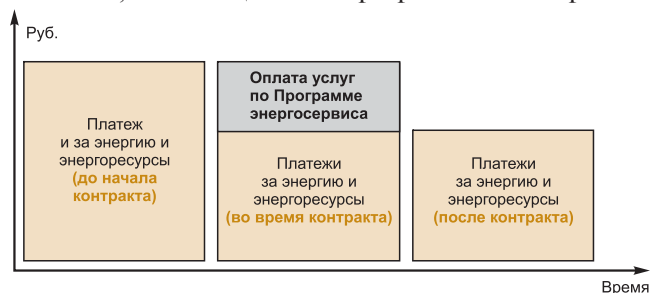 Руб.
Платеж
и за энергию и
энергоресурсы
(до начала
контракта)
Оплата услуг
по Программе
энергосервиса
Платежи
за энергию и
энергоресурсы
(во время контракта)
Платежи
за энергию и
энергоресурсы
(после контракта)
Время